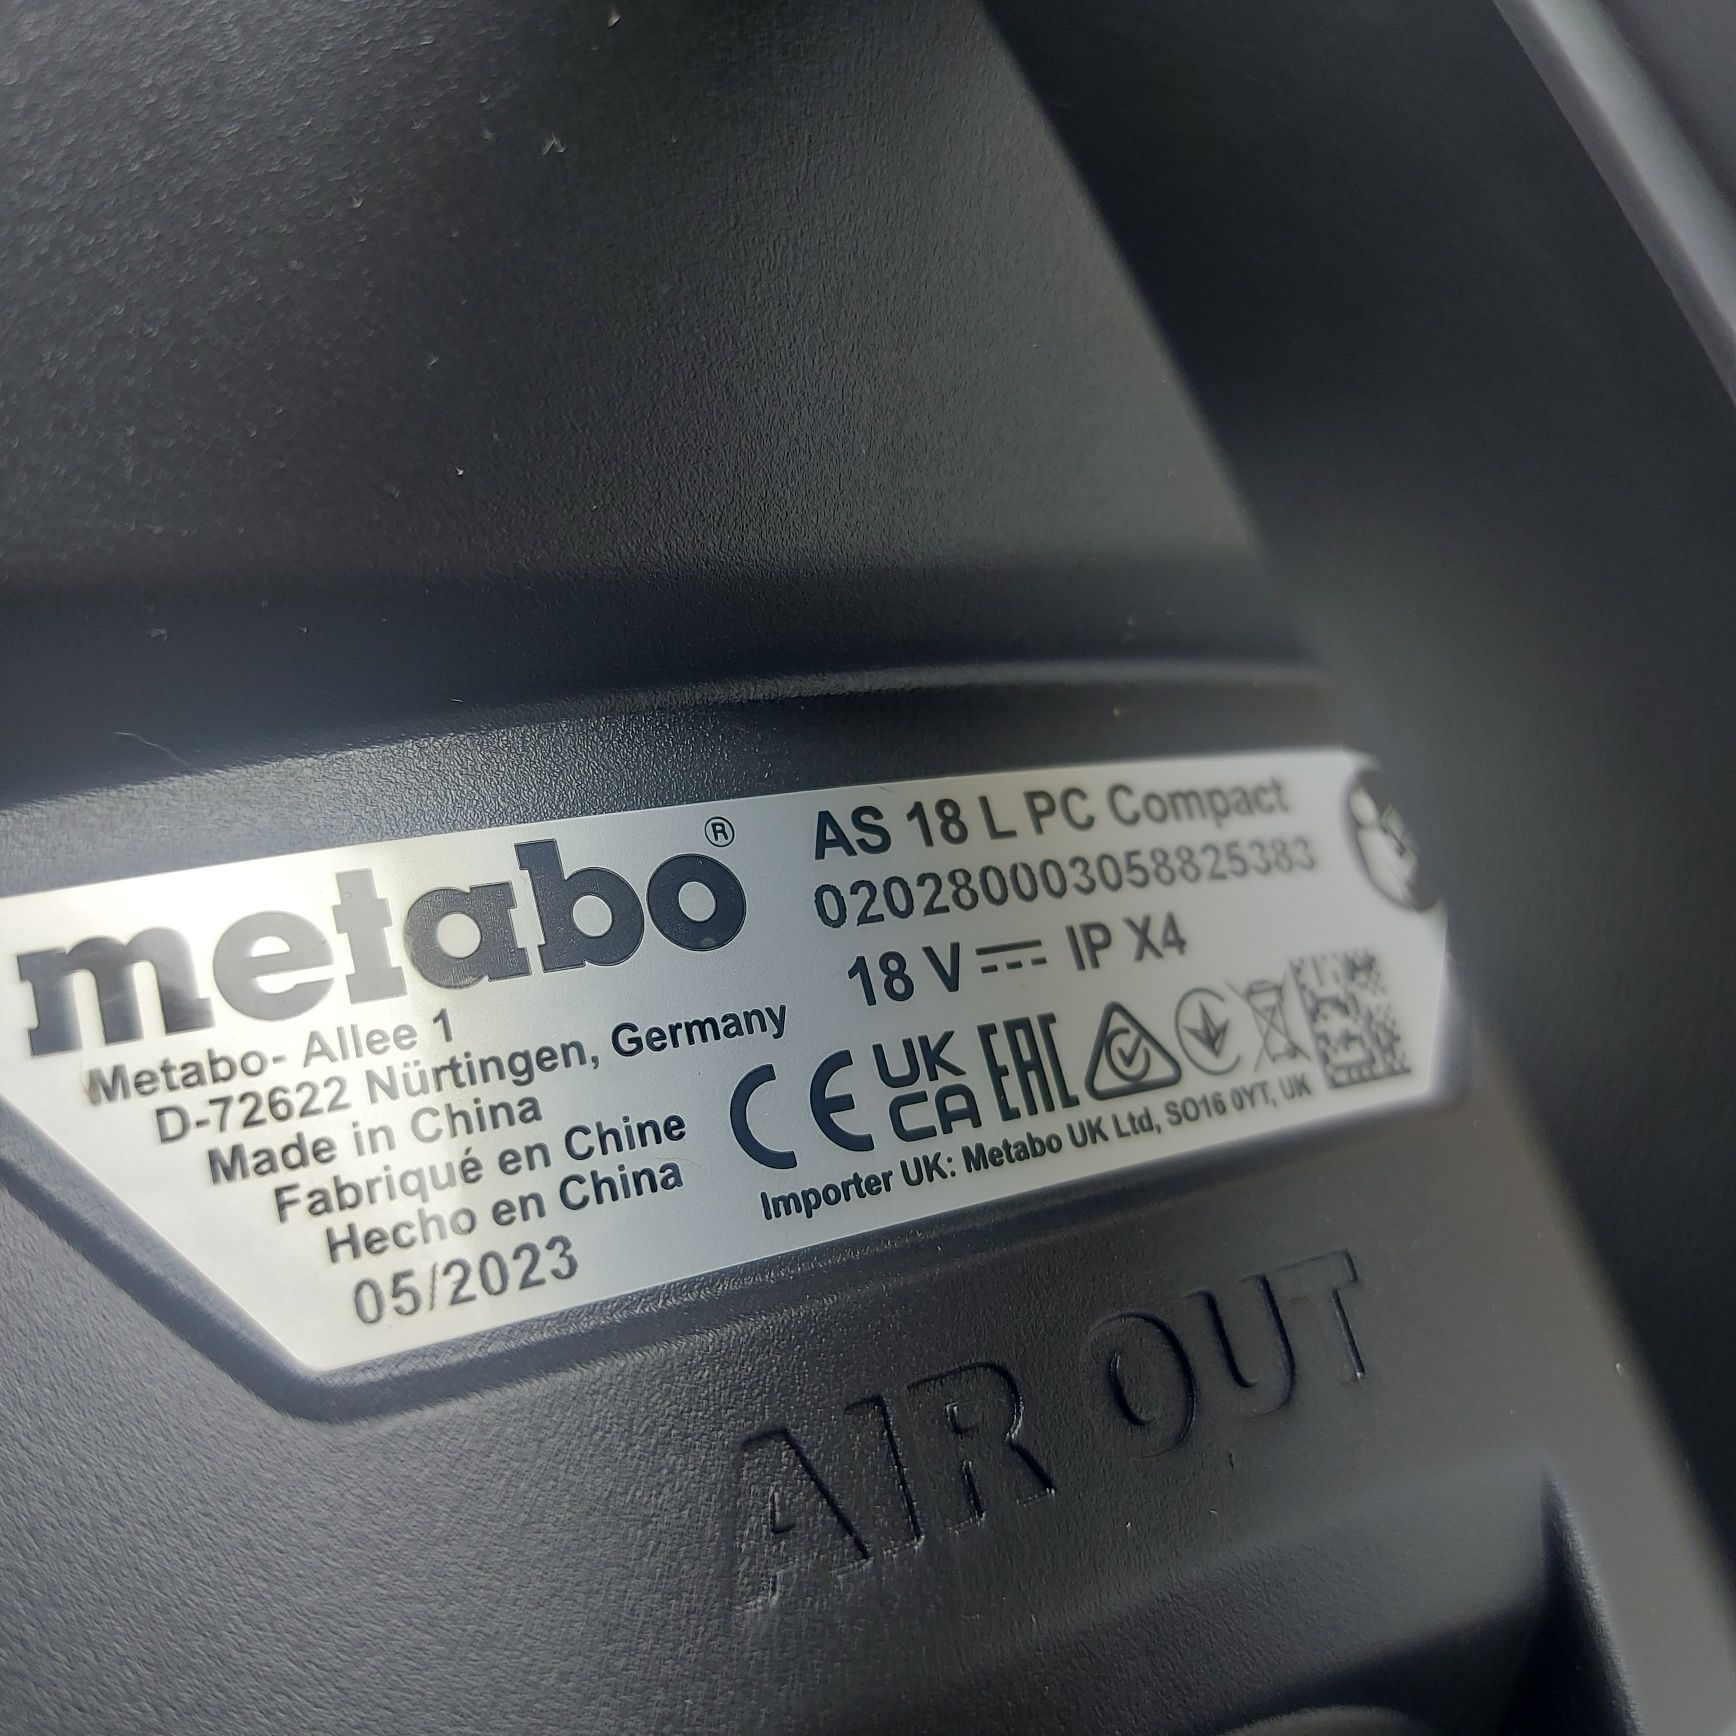 metabo®
Metabo- Allee 1
D-72622 Nürtingen, Germany
Made in China
Fabriqué en Chine
Hecho en China
05/2023
AS 18 L PC Compact
020280003058825383
18 V IP X4
CE UK CA EAC
Importer UK: Metabo UK Ltd, SO16 0YT, UK
AIR OUT